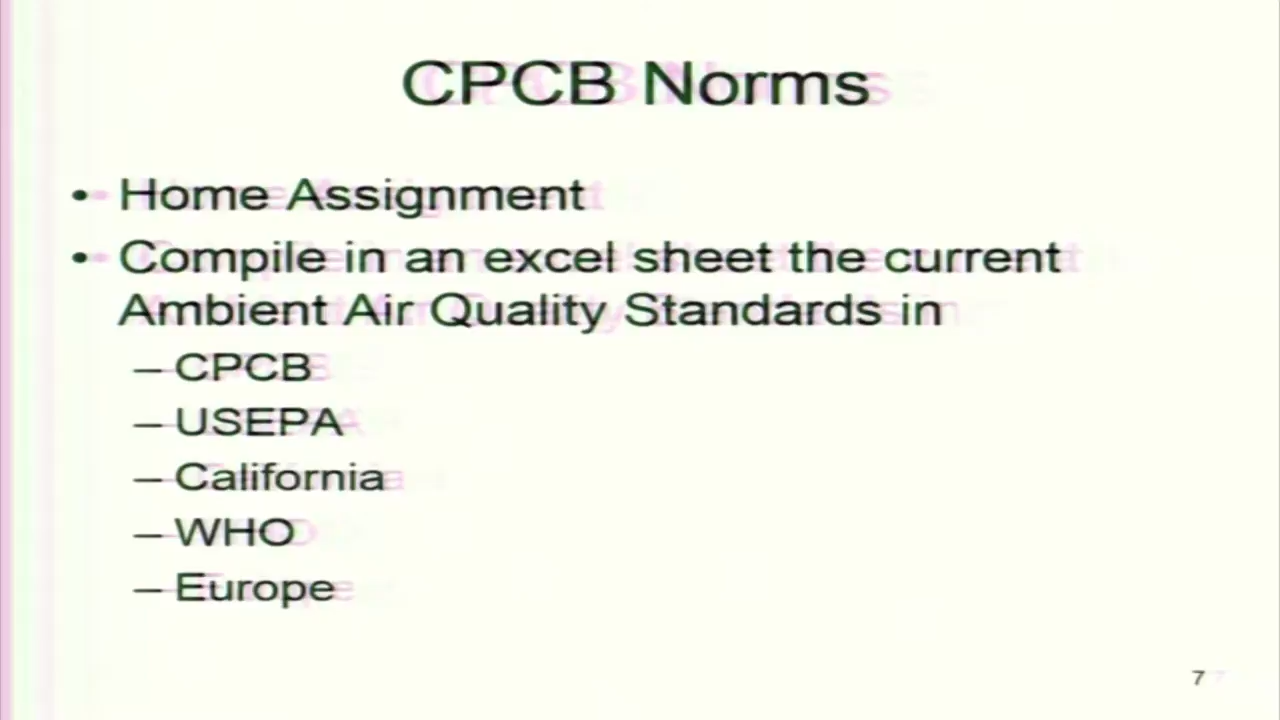 CPCB Norms
• Home Assignment
• Compile in an excel sheet the current
Ambient Air Quality Standards in
– CPCB
– USEPA
– California
– WHO
– Europe
7